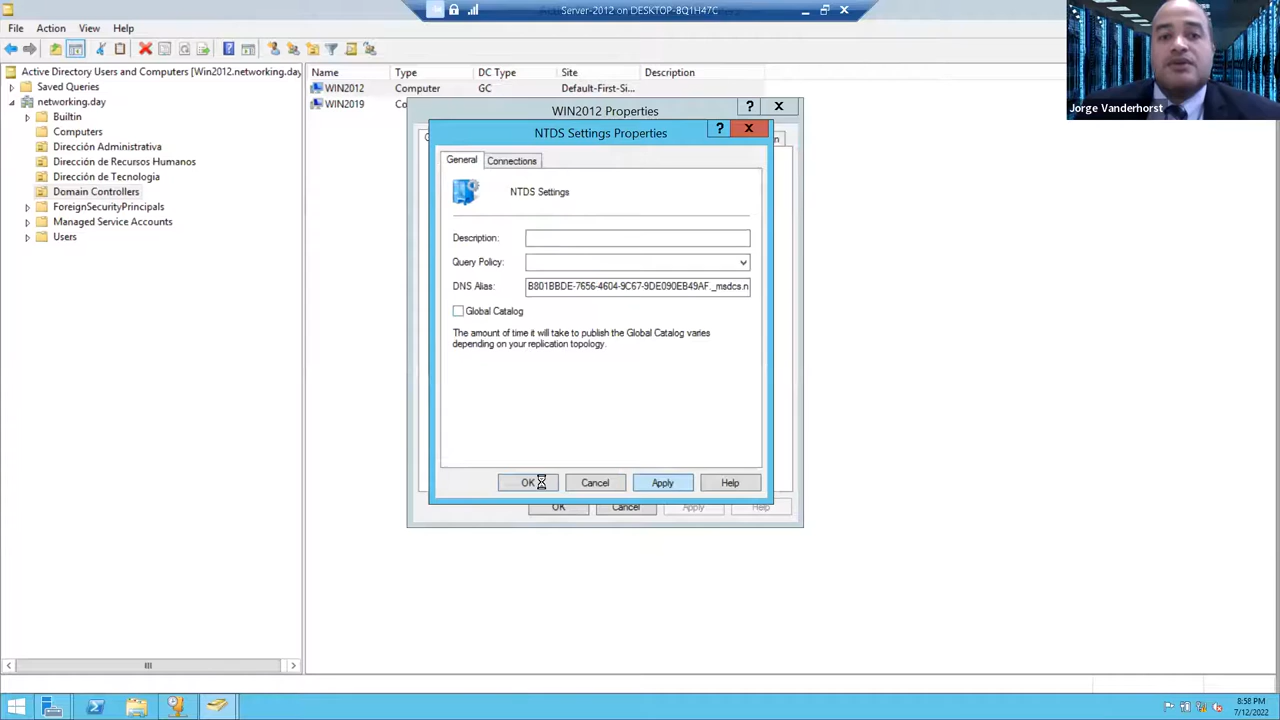 Server-2012 on DESKTOP-8Q1H47C
File Action View Help
Active Directory Users and Computers [Win2012.networking.day
Saved Queries
networking.day
Builtin
Computers
Dirección Administrativa
Dirección de Recursos Humanos
Dirección de Tecnologia
Domain Controllers
ForeignSecurityPrincipals
Managed Service Accounts
Users
Name Type DC Type Site Description
WIN2012 Computer GC Default-First-Si...
WIN2019 Co
WIN2012 Properties
NTDS Settings Properties
General Connections
NTDS Settings
Description:
Query Policy:
DNS Alias: B801BBDE-7656-4604-9C67-9DE090EB49AF._msdcs.n
Global Catalog
The amount of time it will take to publish the Global Catalog varies
depending on your replication topology.
OK Cancel Apply Help
OK Cancel Apply Help
Jorge Vanderhorst
8:58 PM
7/12/2022